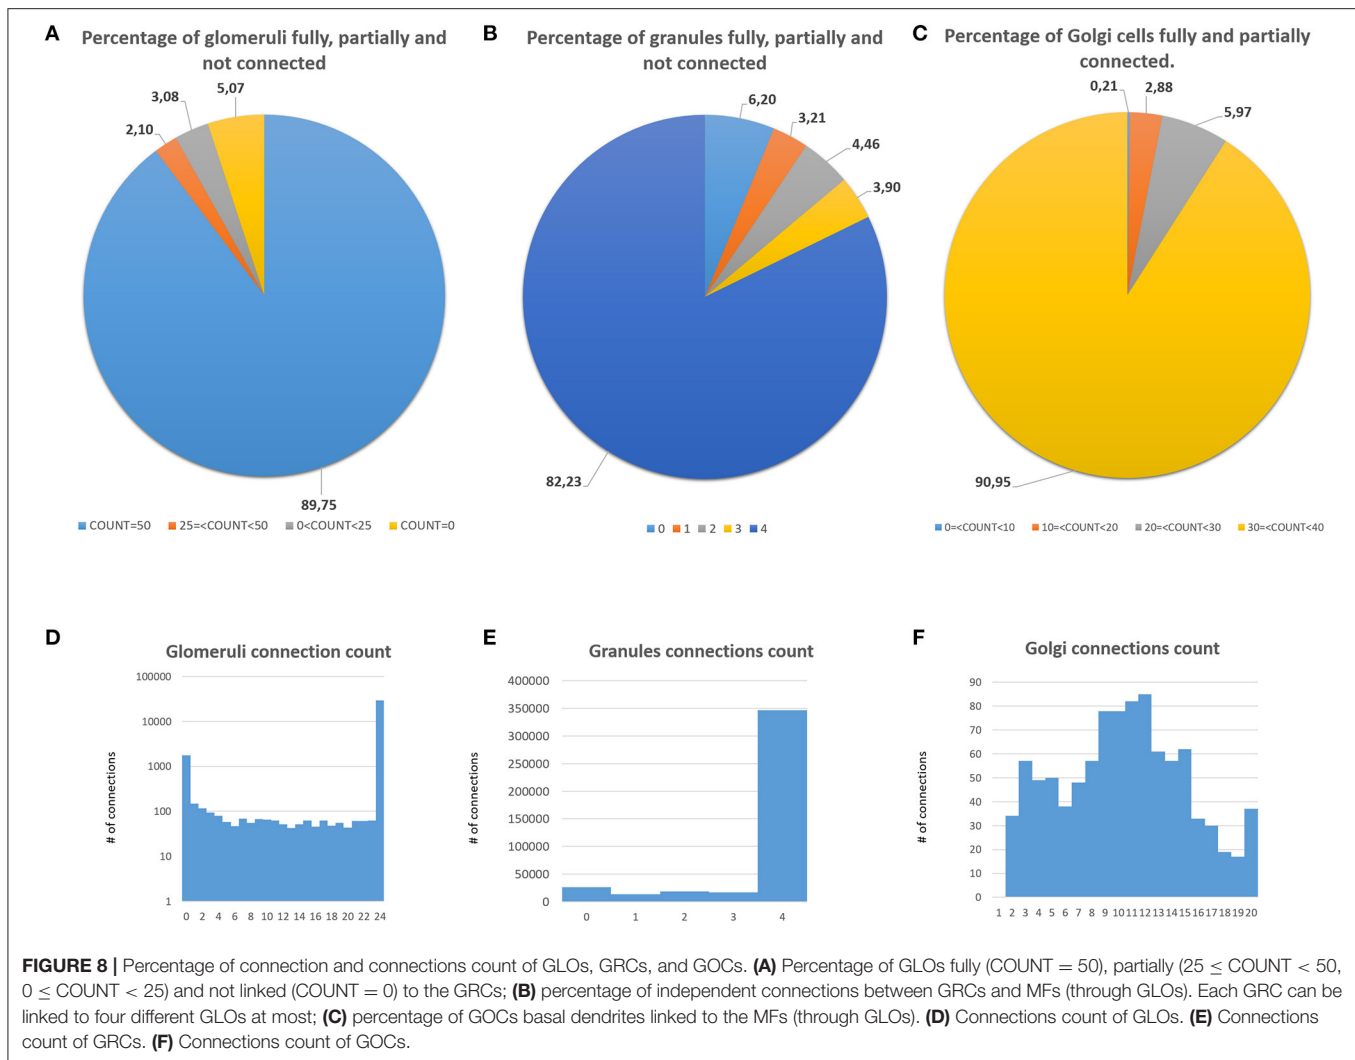 A
Percentage of glomeruli fully, partially and
not connected
5,07
3,08
2,10
89,75
COUNT=50 25=<COUNT<50 0<COUNT<25 COUNT=0
B
Percentage of granules fully, partially and
not connected
6,20
3,21
4,46
3,90
82,23
0 1 2 3 4
C
Percentage of Golgi cells fully and partially
connected.
0,21
2,88
5,97
90,95
0=<COUNT<10 10=<COUNT<20 20=<COUNT<30 30=<COUNT<40
D
Glomeruli connection count
# of connections
100000
10000
1000
100
10
1
0 2 4 6 8 10 12 14 16 18 20 22 24
E
Granules connections count
# of connections
400000
350000
300000
250000
200000
150000
100000
50000
0
0 1 2 3 4
F
Golgi connections count
# of connections
90
80
70
60
50
40
30
20
10
0
1 2 3 4 5 6 7 8 9 10 11 12 13 14 15 16 17 18 19 20
FIGURE 8 | Percentage of connection and connections count of GLOs, GRCs, and GOCs. (A) Percentage of GLOs fully (COUNT = 50), partially (25 ≤ COUNT < 50,
0 ≤ COUNT < 25) and not linked (COUNT = 0) to the GRCs; (B) percentage of independent connections between GRCs and MFs (through GLOs). Each GRC can be
linked to four different GLOs at most; (C) percentage of GOCs basal dendrites linked to the MFs (through GLOs). (D) Connections count of GLOs. (E) Connections
count of GRCs. (F) Connections count of GOCs.